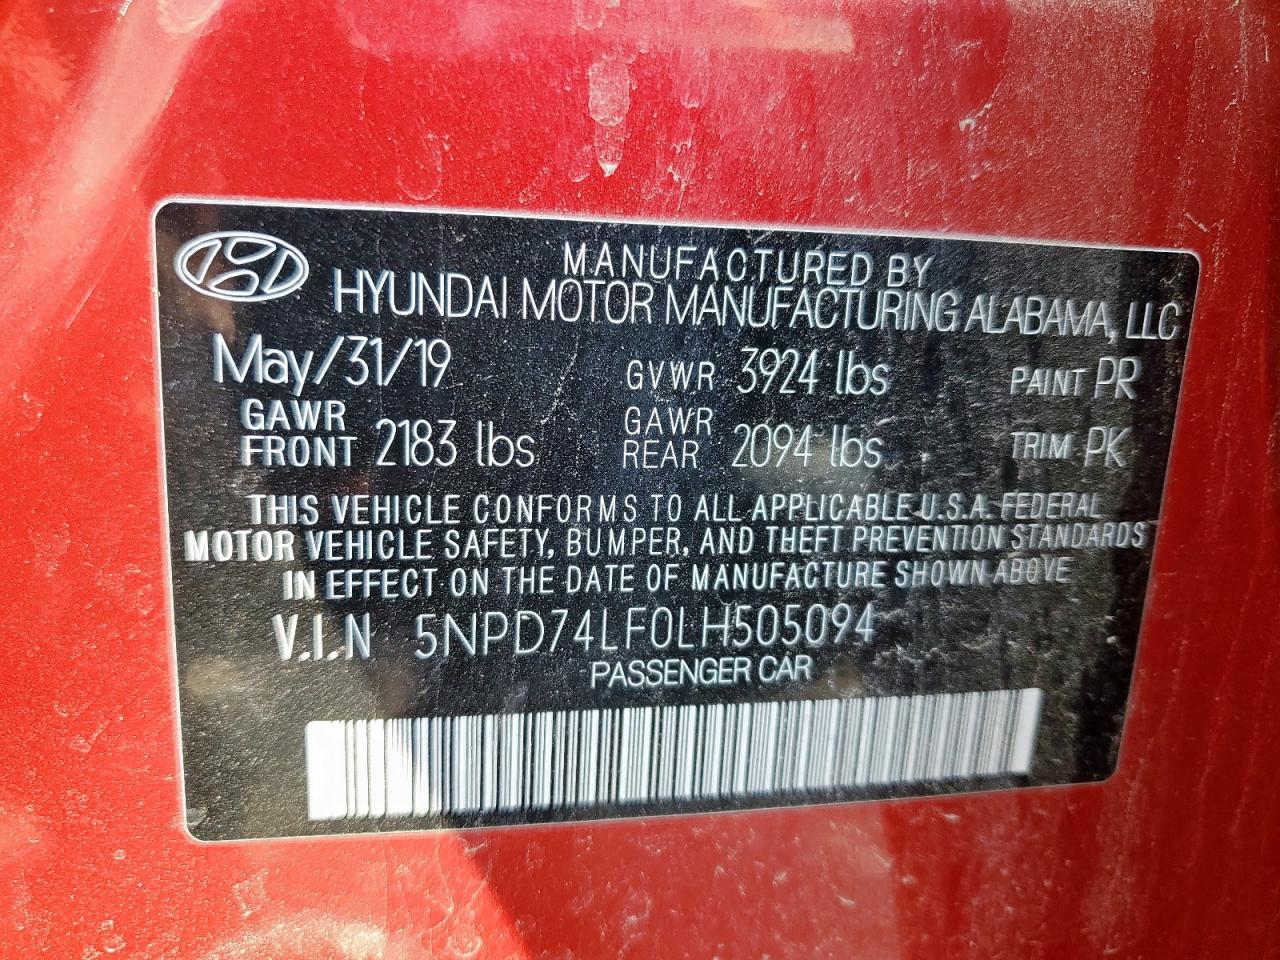 MANUFACTURED BY
HYUNDAI MOTOR MANUFACTURING ALABAMA, LLC
May/31/19 GVWR 3924 lbs PAINT PR
GAWR FRONT 2183 lbs GAWR REAR 2094 lbs TRIM PK
THIS VEHICLE CONFORMS TO ALL APPLICABLE U.S.A. FEDERAL
MOTOR VEHICLE SAFETY, BUMPER, AND THEFT PREVENTION STANDARDS
IN EFFECT ON THE DATE OF MANUFACTURE SHOWN ABOVE
V.I.N 5NPD74LF0LH505094
PASSENGER CAR